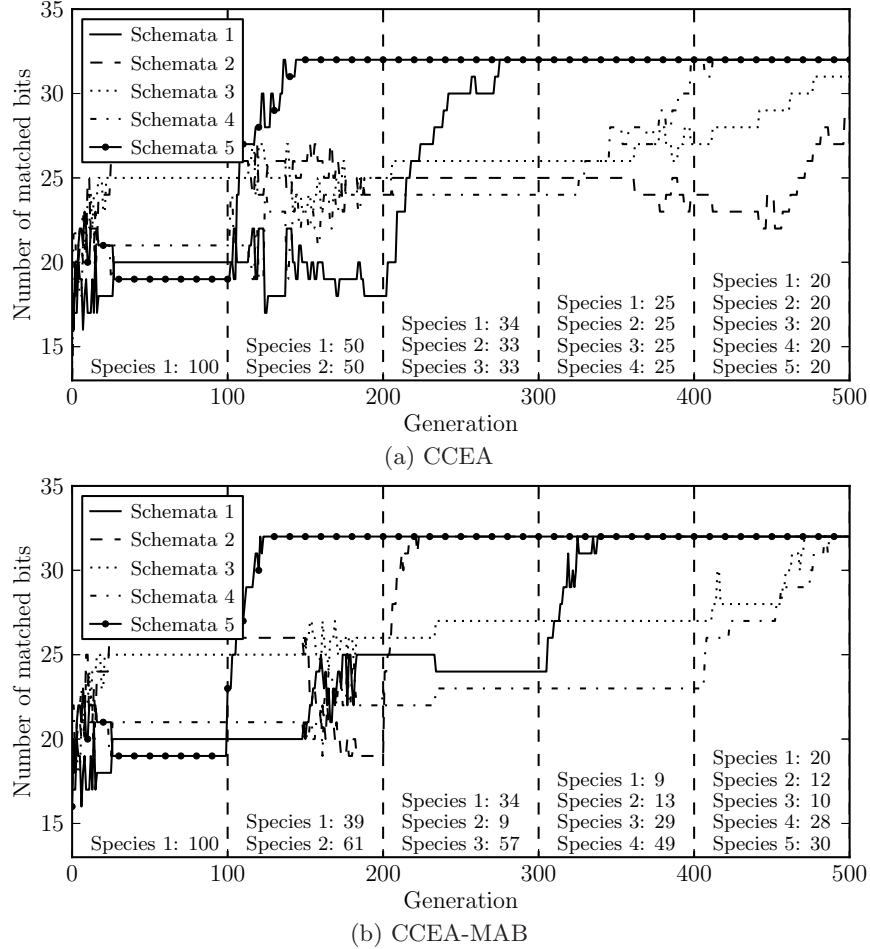 35
30
25
20
15
Number of matched bits
Schemata 1
Schemata 2
Schemata 3
Schemata 4
Schemata 5
Species 1: 100
Species 1: 50
Species 2: 50
Species 1: 34
Species 2: 33
Species 3: 33
Species 1: 25
Species 2: 25
Species 3: 25
Species 4: 25
Species 1: 20
Species 2: 20
Species 3: 20
Species 4: 20
Species 5: 20
0 100 200 300 400 500
Generation
(a) CCEA
35
30
25
20
15
Number of matched bits
Schemata 1
Schemata 2
Schemata 3
Schemata 4
Schemata 5
Species 1: 100
Species 1: 39
Species 2: 61
Species 1: 34
Species 2: 9
Species 3: 57
Species 1: 9
Species 2: 13
Species 3: 29
Species 4: 49
Species 1: 20
Species 2: 12
Species 3: 10
Species 4: 28
Species 5: 30
0 100 200 300 400 500
Generation
(b) CCEA-MAB